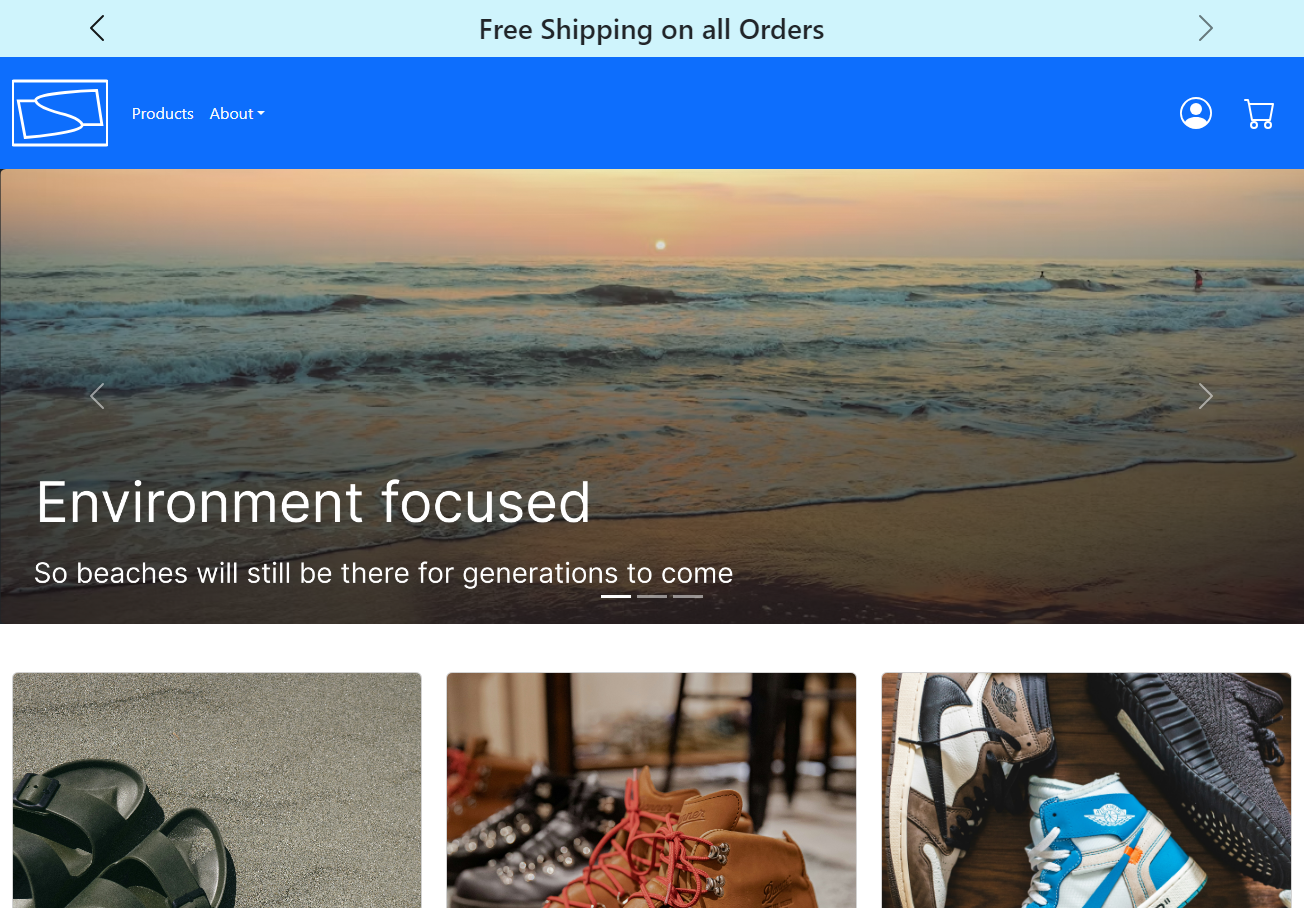 Free Shipping on all Orders
Products About
Environment focused
So beaches will still be there for generations to come